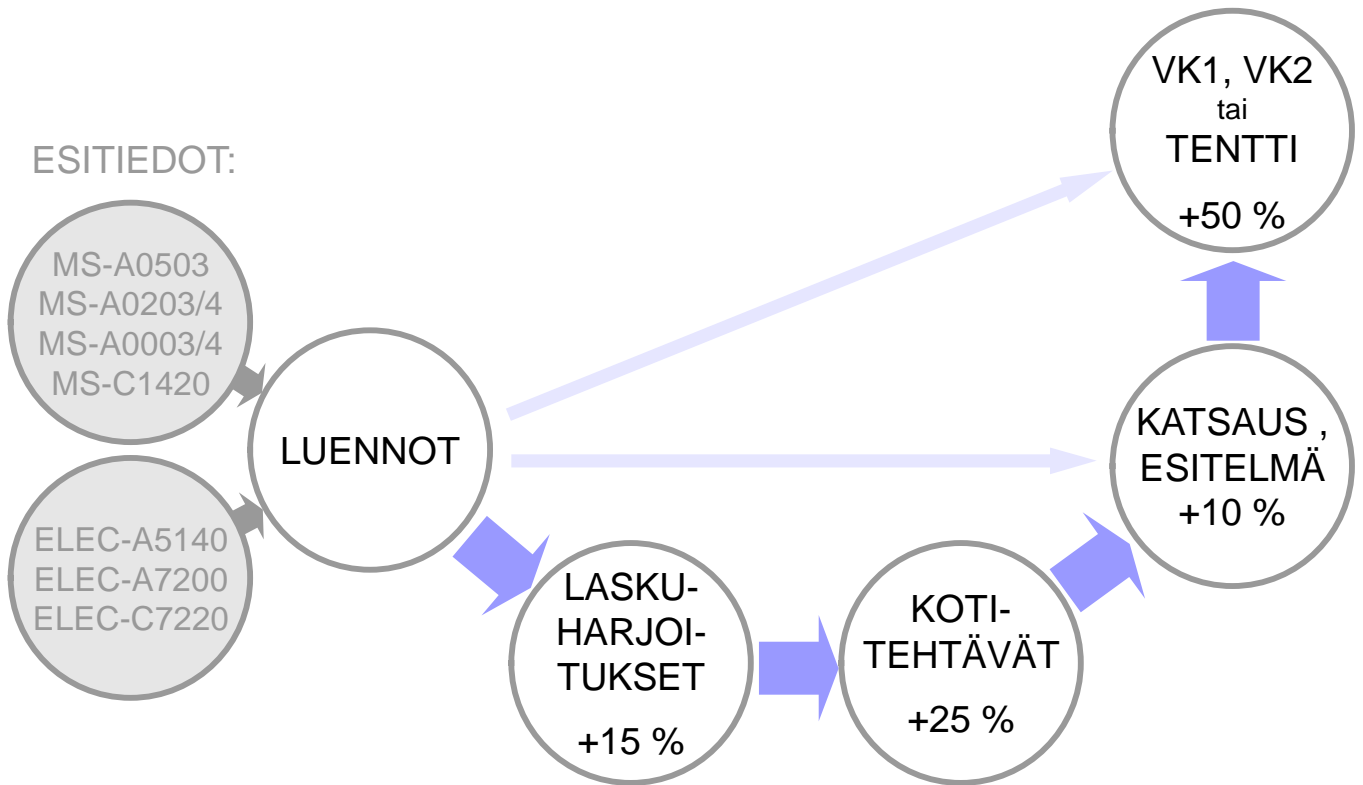 ESITIEDOT:
MS-A0503
MS-A0203/4
MS-A0003/4
MS-C1420
ELEC-A5140
ELEC-A7200
ELEC-C7220
LUENNOT
LASKU-
HARJOI-
TUKSET
+15 %
KOTI-
TEHTÄVÄT
+25 %
KATSAUS ,
ESITELMÄ
+10 %
VK1, VK2
tai
TENTTI
+50 %